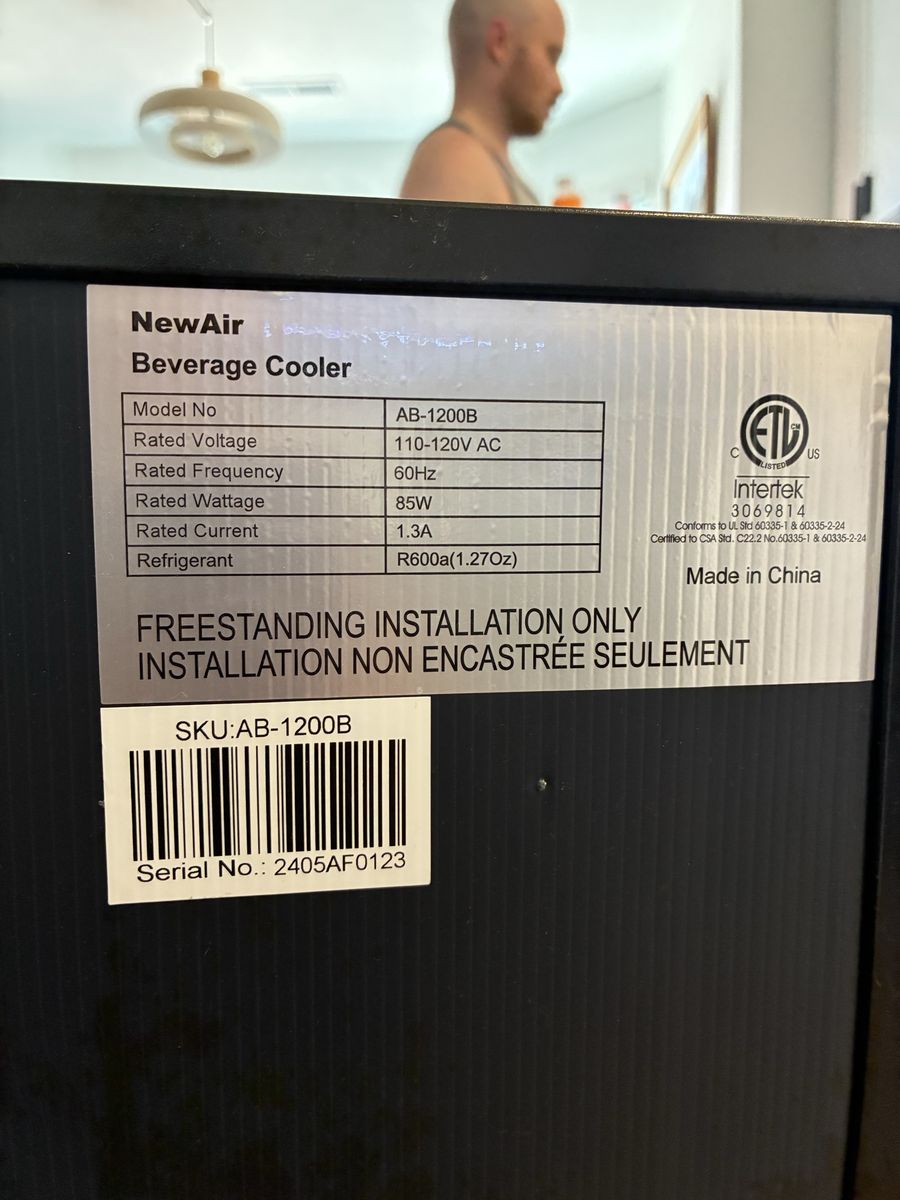 NewAir
Beverage Cooler
Model No AB-1200B
Rated Voltage 110-120V AC
Rated Frequency 60Hz
Rated Wattage 85W
Rated Current 1.3A
Refrigerant R600a(1.27Oz)
ETL CM
C LISTED US
Intertek
3069814
Conforms to UL Std 60335-1 & 60335-2-24
Certified to CSA Std. C22.2 No.60335-1 & 60335-2-24
Made in China
FREESTANDING INSTALLATION ONLY
INSTALLATION NON ENCASTRÉE SEULEMENT
SKU:AB-1200B
Serial No.: 2405AF0123